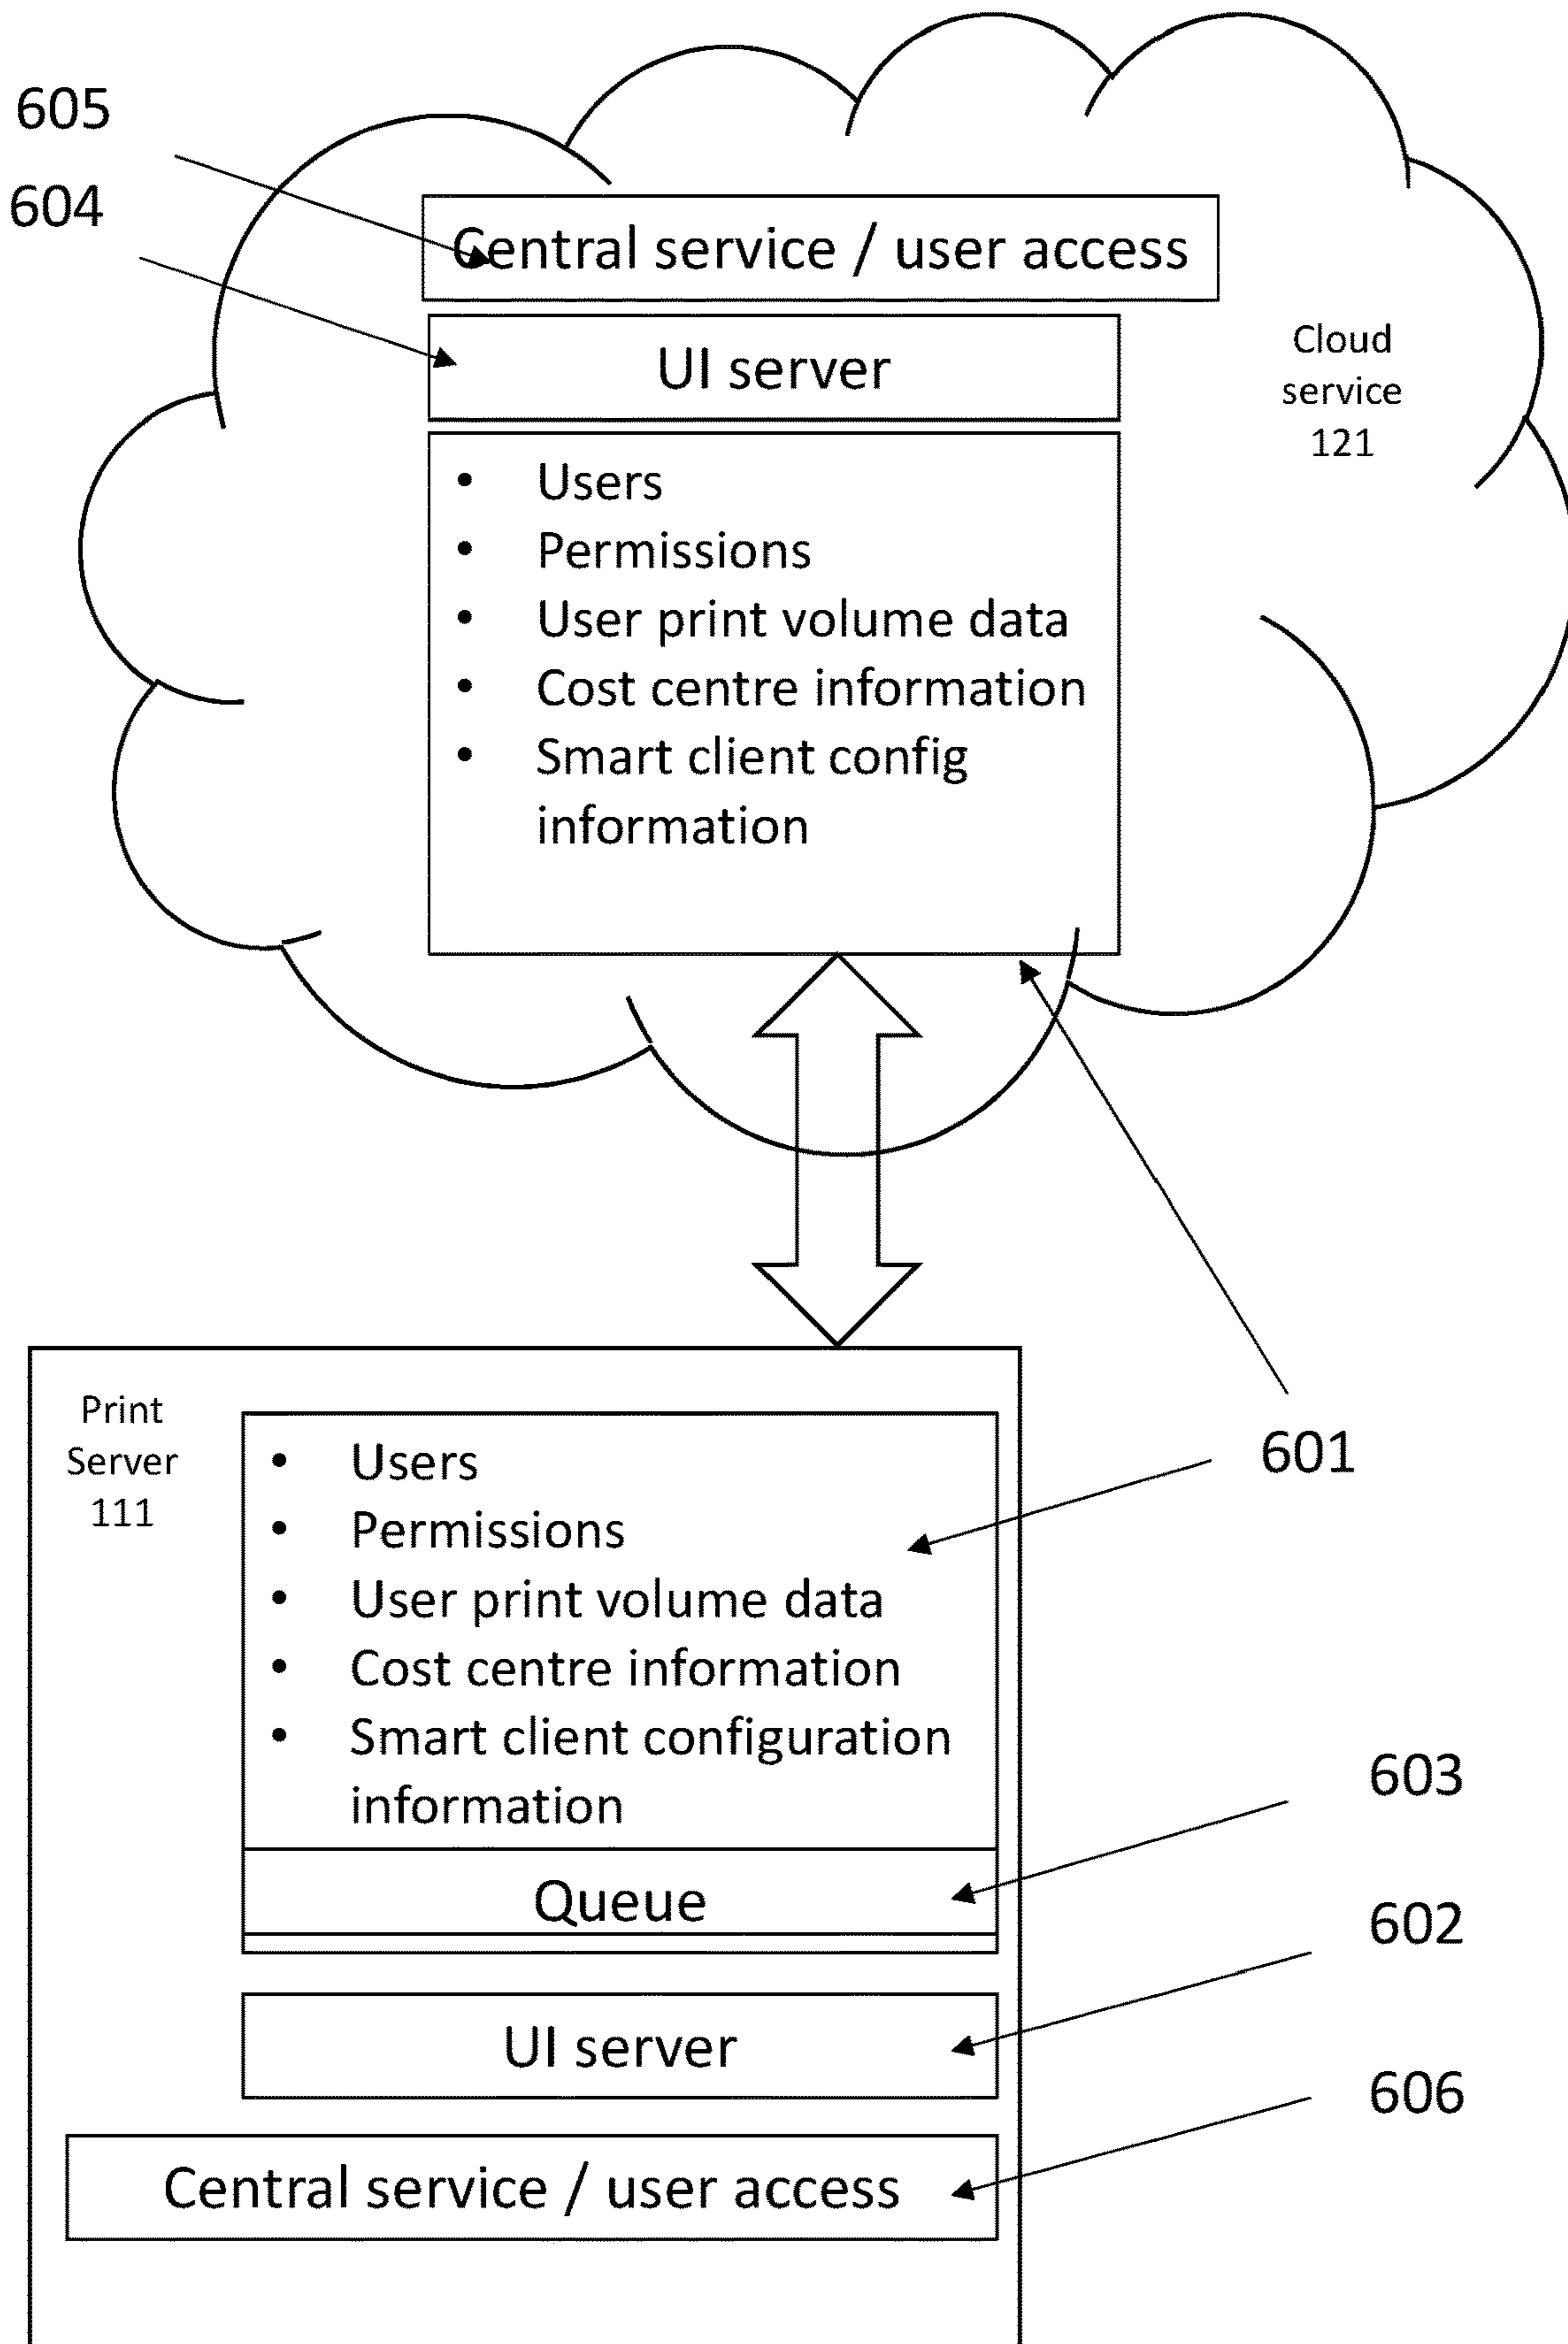 605
604
Central service / user access
UI server
Cloud
service
121
• Users
• Permissions
• User print volume data
• Cost centre information
• Smart client config
information
Print
Server
111
• Users
• Permissions
• User print volume data
• Cost centre information
• Smart client configuration
information
601
Queue
603
UI server
602
Central service / user access
606